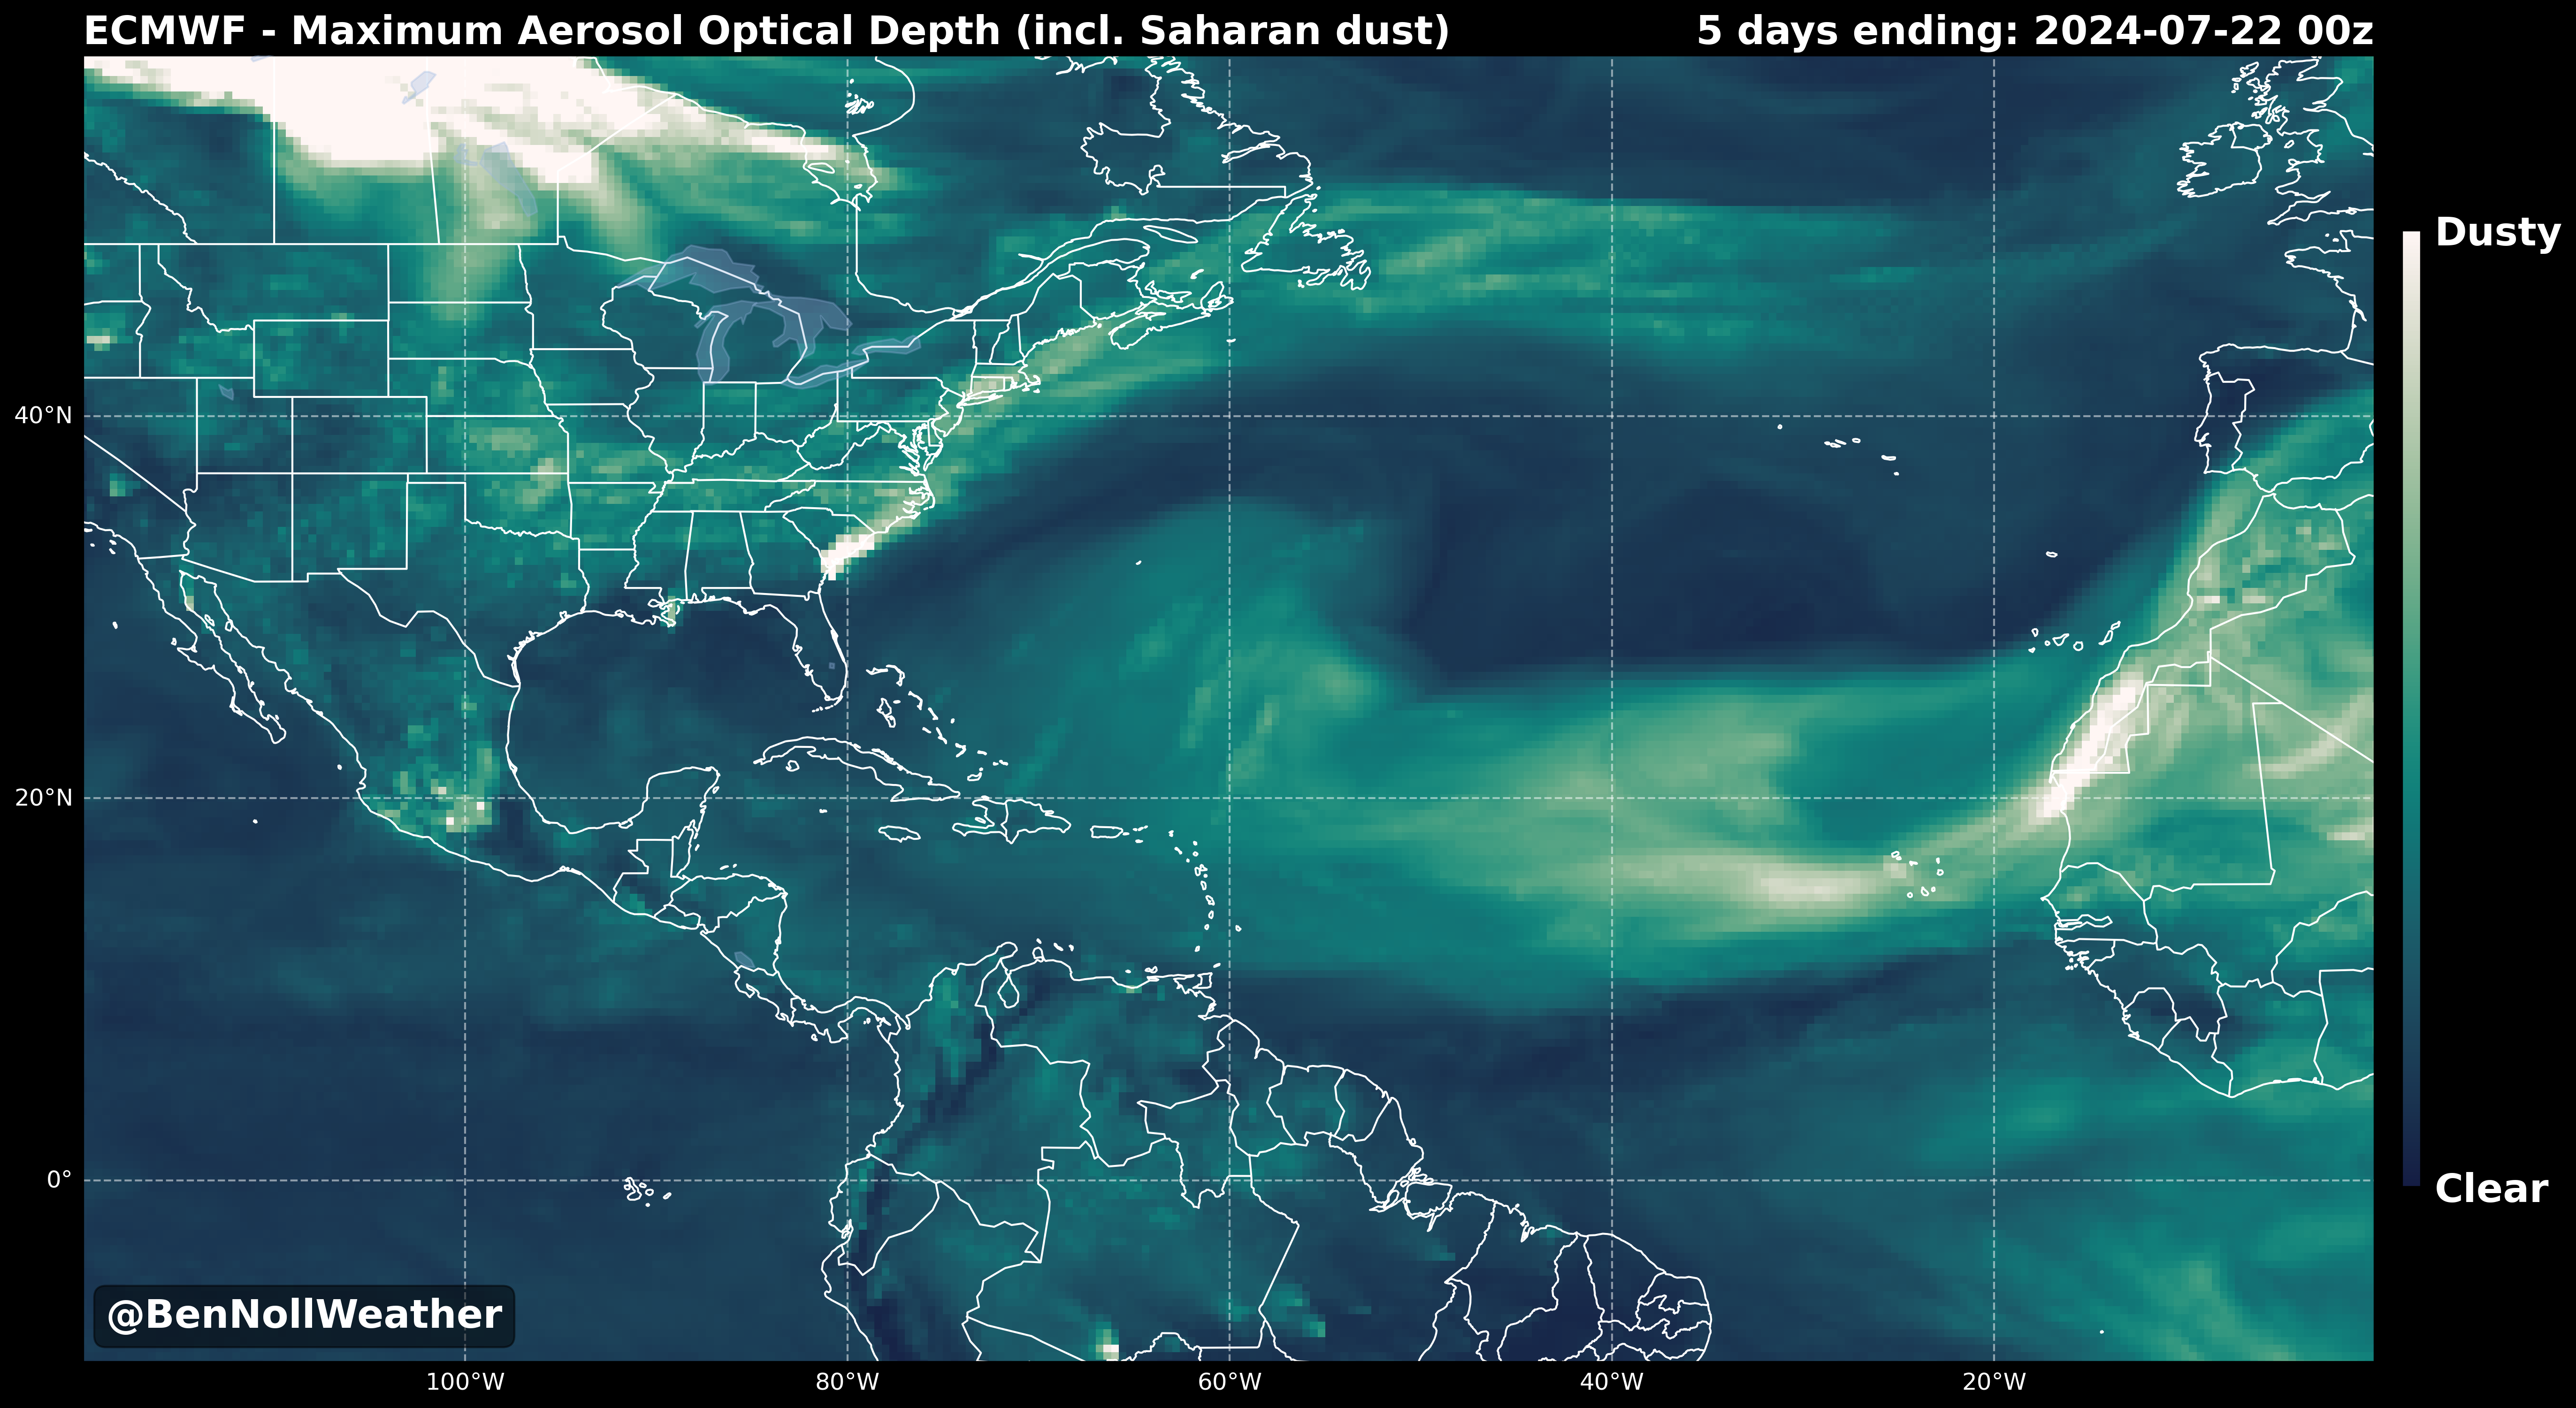 ECMWF - Maximum Aerosol Optical Depth (incl. Saharan dust)
5 days ending: 2024-07-22 00z
Dusty
40°N
20°N
0°
Clear
@BenNollWeather
100°W
80°W
60°W
40°W
20°W